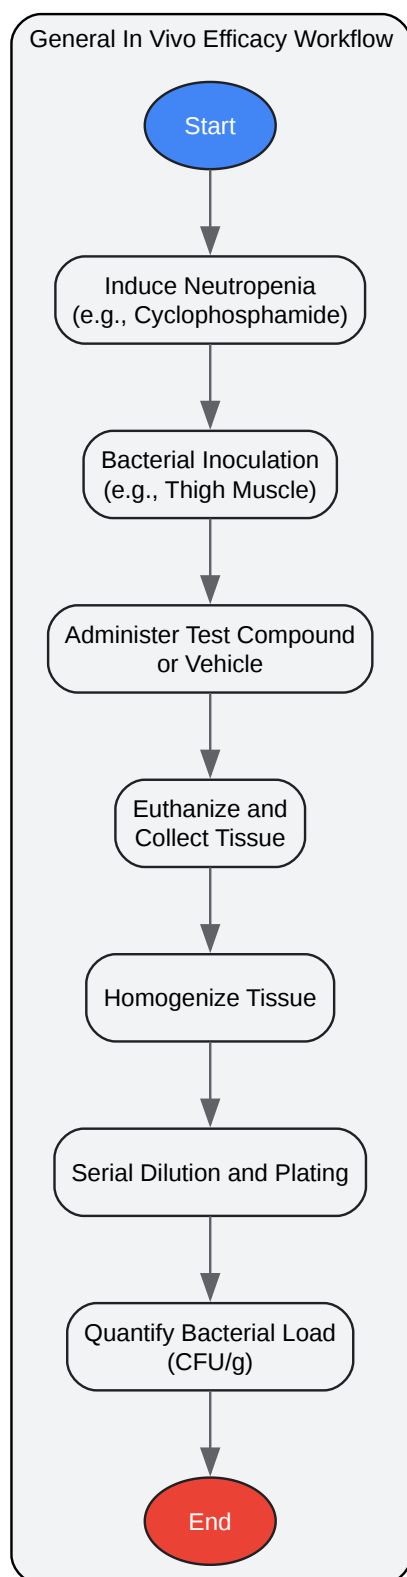 General In Vivo Efficacy Workflow
Start
Induce Neutropenia
(e.g., Cyclophosphamide)
Bacterial Inoculation
(e.g., Thigh Muscle)
Administer Test Compound
or Vehicle
Euthanize and
Collect Tissue
Homogenize Tissue
Serial Dilution and Plating
Quantify Bacterial Load
(CFU/g)
End